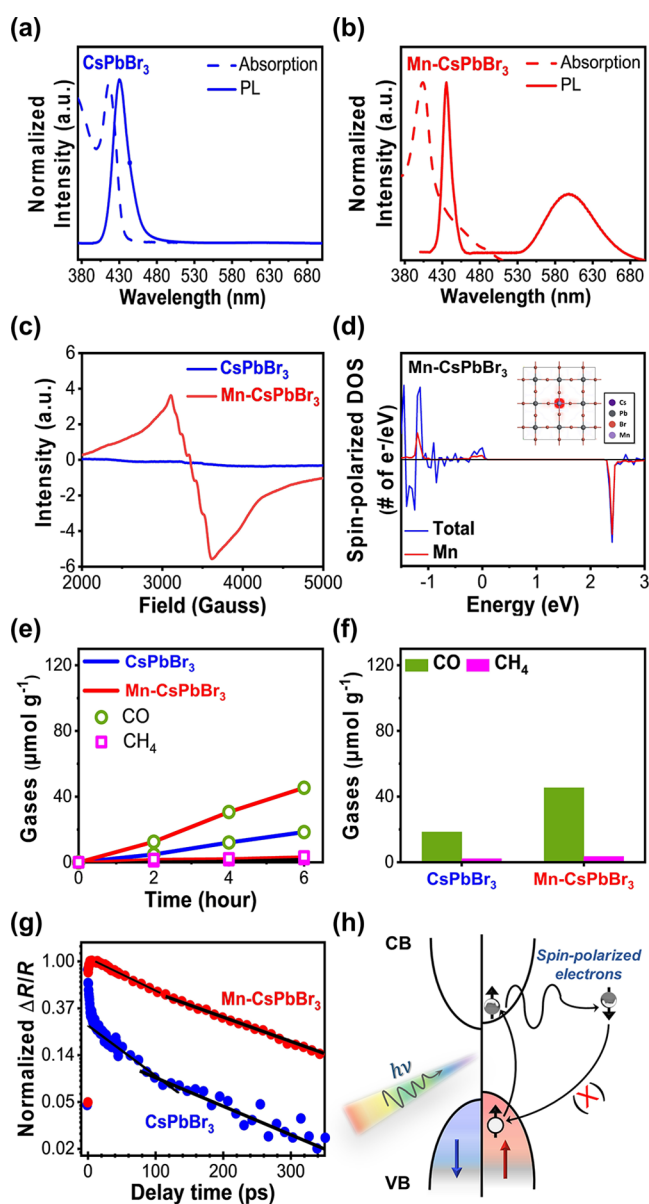 (a)
CsPbBr₃
Absorption
PL
Normalized
Intensity (a.u.)
380 430 480 530 580 630 680
Wavelength (nm)
(b)
Mn-CsPbBr₃
Absorption
PL
Normalized
Intensity (a.u.)
380 430 480 530 580 630 680
Wavelength (nm)
(c)
CsPbBr₃
Mn-CsPbBr₃
Intensity (a.u.)
6
4
2
0
-2
-4
-6
2000 3000 4000 5000
Field (Gauss)
(d)
Mn-CsPbBr₃
Cs
Pb
Br
Mn
Spin-polarized DOS
(# of e⁻/eV)
Total
Mn
-1 0 1 2 3
Energy (eV)
(e)
CsPbBr₃
Mn-CsPbBr₃
CO
CH₄
Gases (μmol g⁻¹)
120
80
40
0
0 2 4 6
Time (hour)
(f)
CO CH₄
Gases (μmol g⁻¹)
120
80
40
0
CsPbBr₃ Mn-CsPbBr₃
(g)
Normalized ΔR/R
1.00
0.37
0.14
0.05
0.02
Mn-CsPbBr₃
CsPbBr₃
0 100 200 300
Delay time (ps)
(h)
CB
Spin-polarized
electrons
hν
(X)
VB